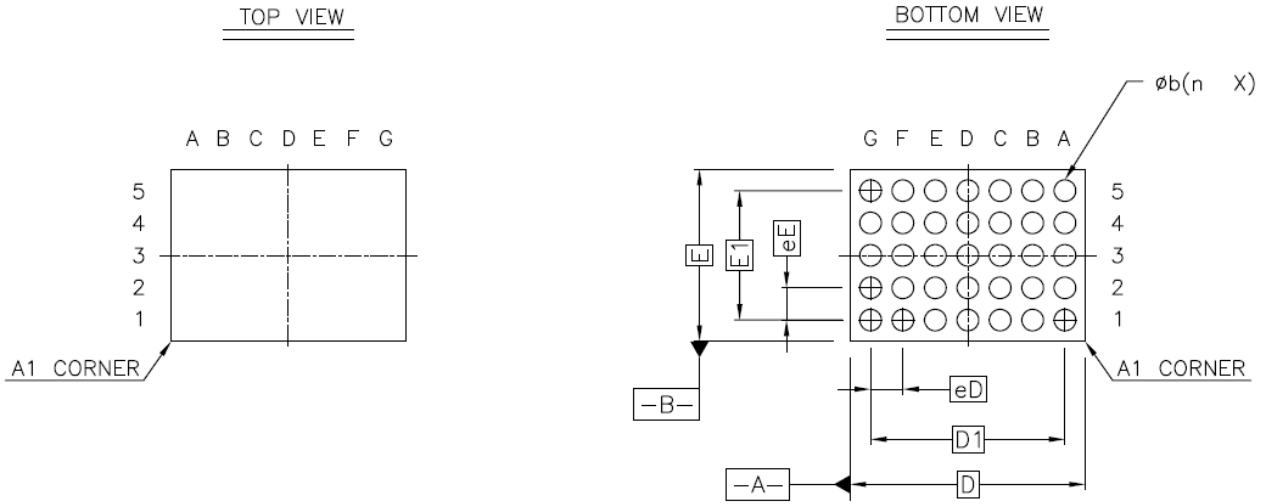 TOP VIEW
A B C D E F G
5
4
3
2
1
A1 CORNER
BOTTOM VIEW
øb(n X)
G F E D C B A
5
4
3
2
1
E
E1
eE
A1 CORNER
-B-
eD
D1
-A-
D